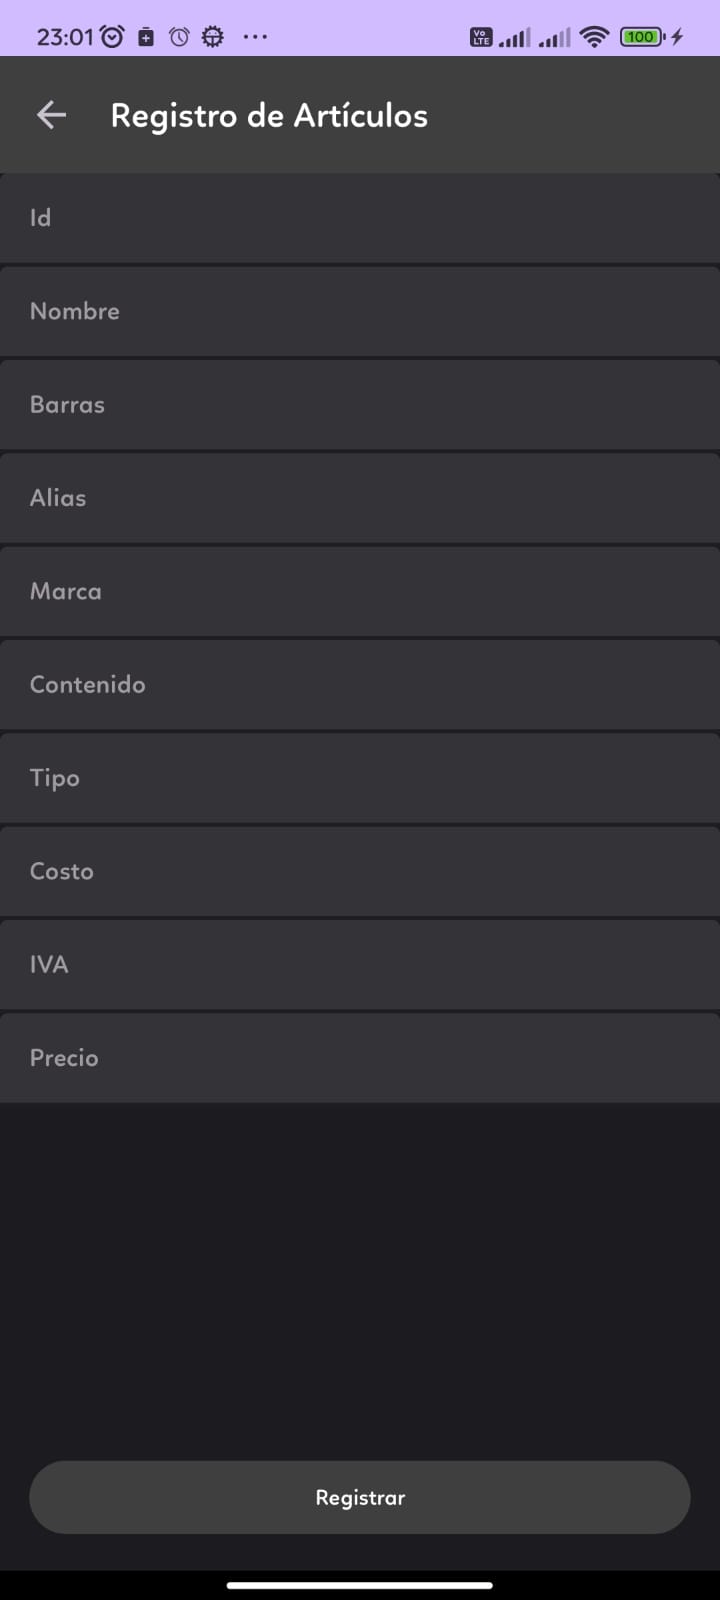 23:01
Vo LTE
100
Registro de Artículos
Id
Nombre
Barras
Alias
Marca
Contenido
Tipo
Costo
IVA
Precio
Registrar